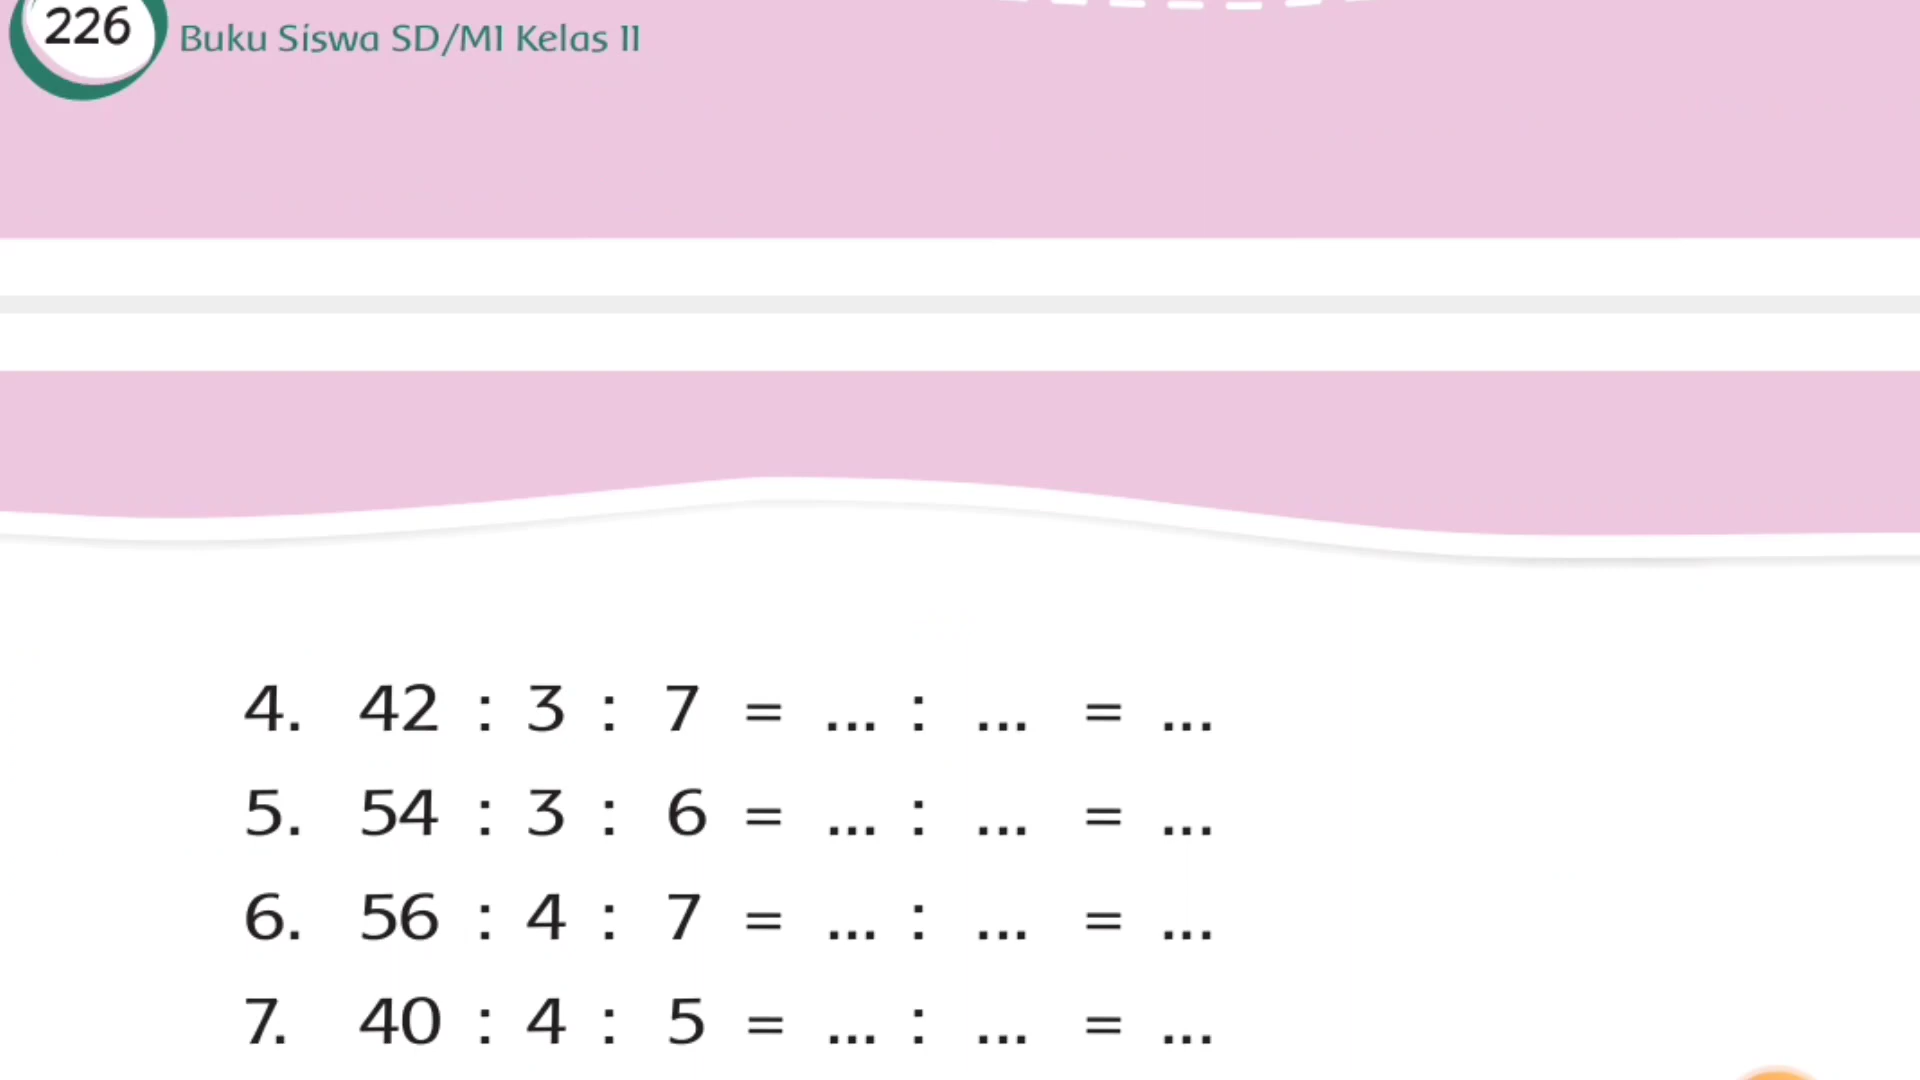 226 Buku Siswa SD/MI Kelas II
4. 42 : 3 : 7 = ... : ... = ...
5. 54 : 3 : 6 = ... : ... = ...
6. 56 : 4 : 7 = ... : ... = ...
7. 40 : 4 : 5 = ... : ... = ...